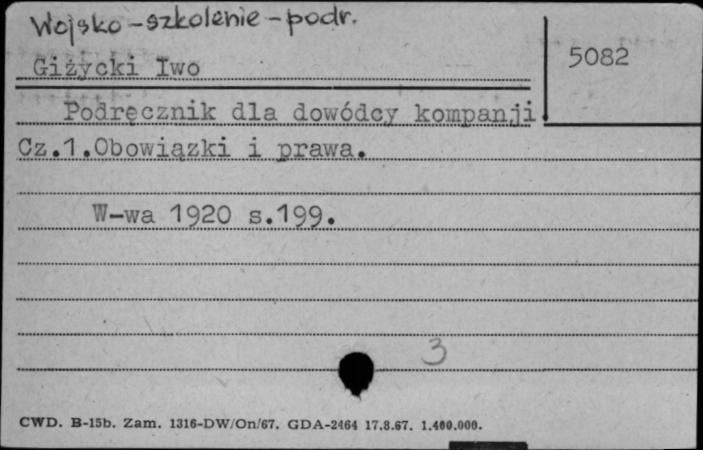 Wojsko-szkolenie-podr.
5082
Giżycki Iwo
Podręcznik dla dowódcy kompanji
Cz.1.Obowiązki i prawa.
W-wa 1920 s.199.
3
CWD. B-15b. Zam. 1316-DW/On/67. GDA-2464 17.8.67. 1.400.000.